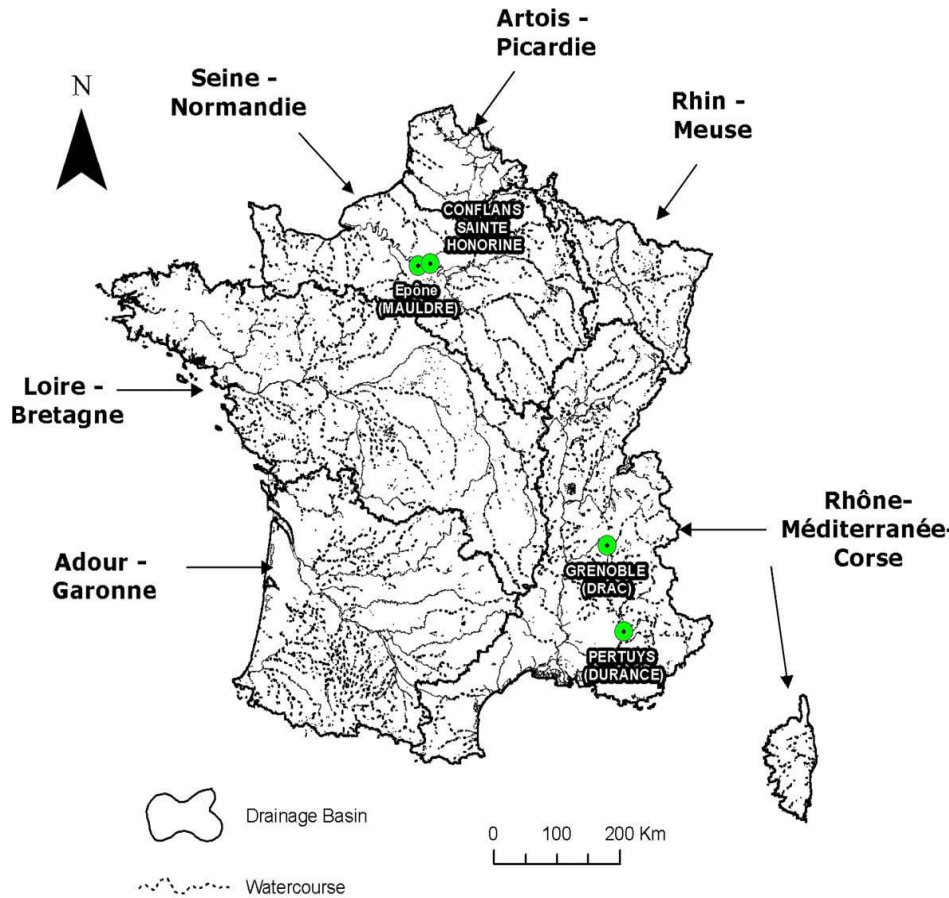 Artois -
Picardie
Seine -
Normandie
N
Rhin -
Meuse
CONFLANS
SAINTE
HONORINE
Epône
(MAULDRE)
Loire -
Bretagne
Rhône-
Méditerranée-
Corse
Adour -
Garonne
GRENOBLE
(DRAC)
PERTUYS
(DURANCE)
Drainage Basin
0 100 200 Km
Watercourse